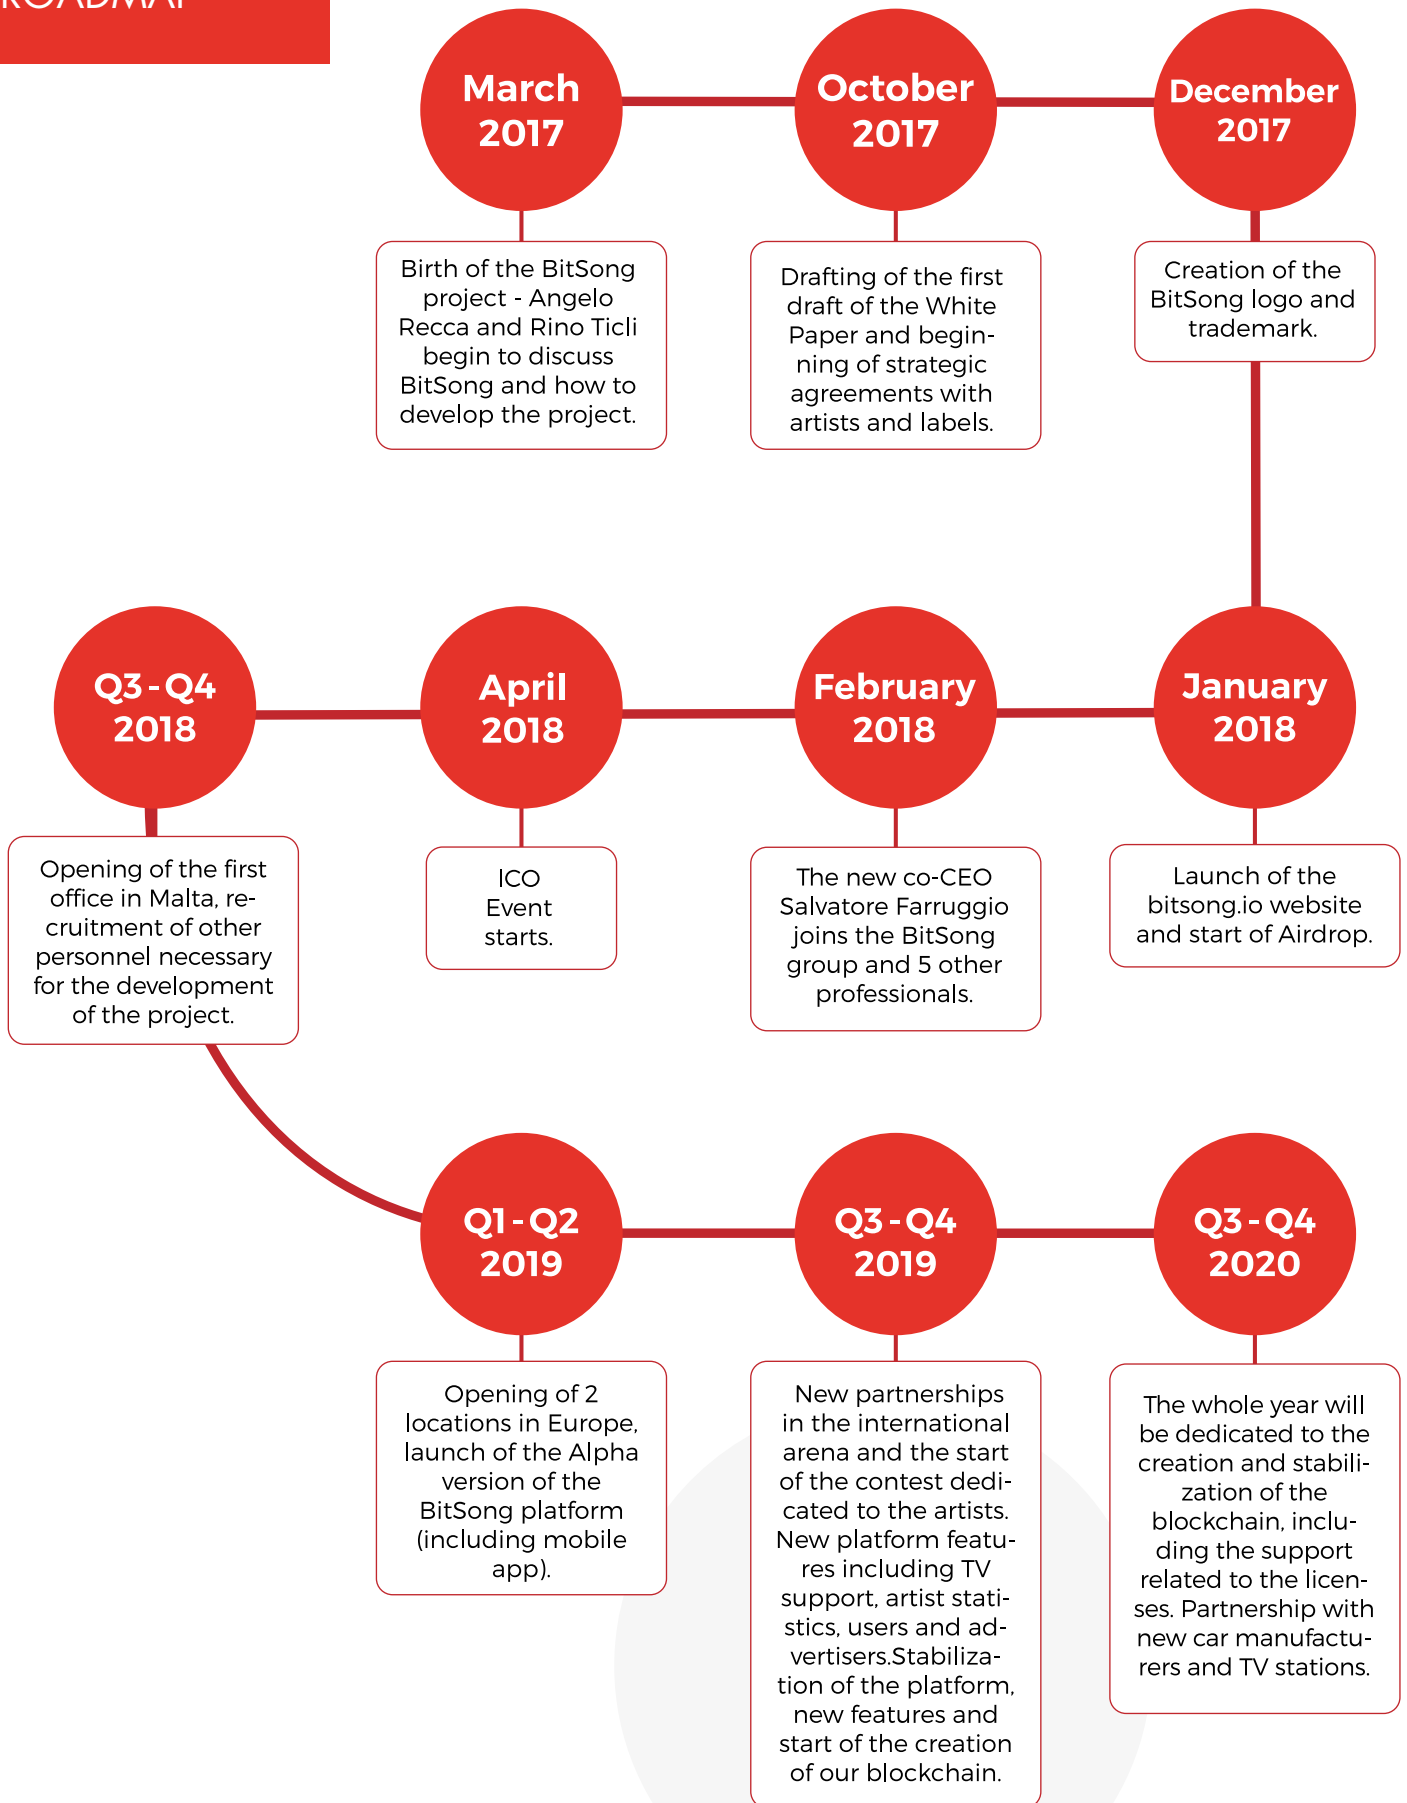 ROADMAP
March
2017
October
2017
December
2017
Birth of the BitSong
project - Angelo
Recca and Rino Ticli
begin to discuss
BitSong and how to
develop the project.
Drafting of the first
draft of the White
Paper and begin-
ning of strategic
agreements with
artists and labels.
Creation of the
BitSong logo and
trademark.
Q3 - Q4
2018
April
2018
February
2018
January
2018
Opening of the first
office in Malta, re-
cruitment of other
personnel necessary
for the development
of the project.
ICO
Event
starts.
The new co-CEO
Salvatore Farruggio
joins the BitSong
group and 5 other
professionals.
Launch of the
bitsong.io website
and start of Airdrop.
Q1 - Q2
2019
Q3 - Q4
2019
Q3 - Q4
2020
Opening of 2
locations in Europe,
launch of the Alpha
version of the
BitSong platform
(including mobile
app).
New partnerships
in the international
arena and the start
of the contest dedi-
cated to the artists.
New platform featu-
res including TV
support, artist stati-
stics, users and ad-
vertisers.Stabiliza-
tion of the platform,
new features and
start of the creation
of our blockchain.
The whole year will
be dedicated to the
creation and stabili-
zation of the
blockchain, inclu-
ding the support
related to the licen-
ses. Partnership with
new car manufactu-
rers and TV stations.